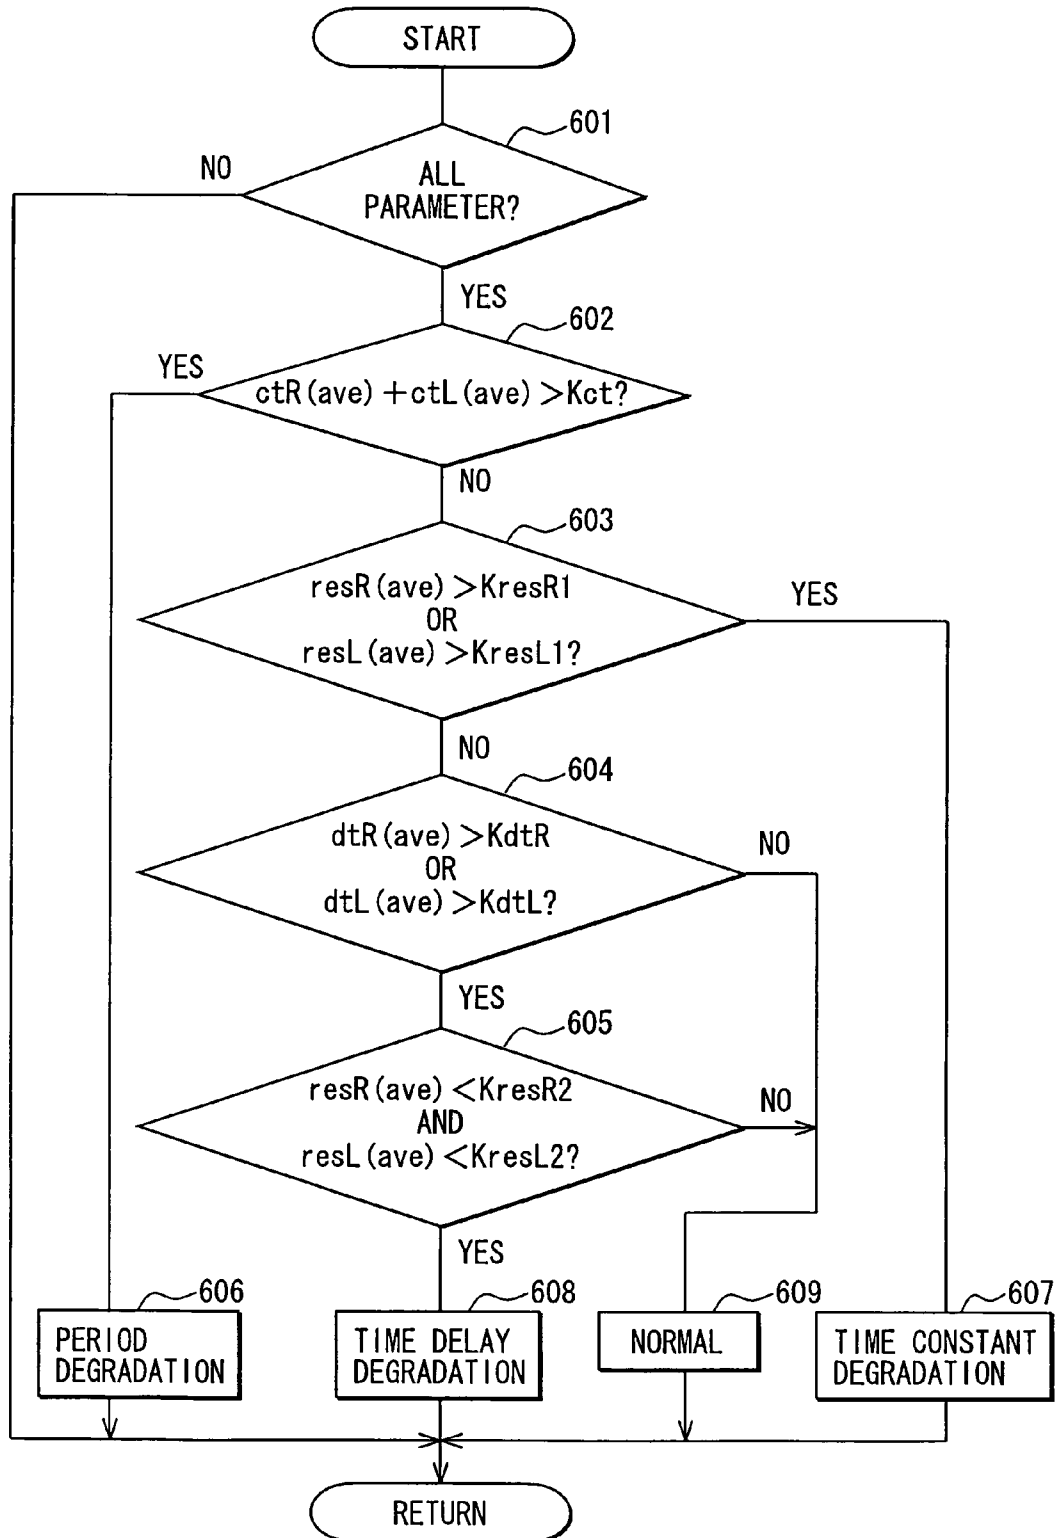 START
601
NO
ALL
PARAMETER?
YES
602
YES
ctR(ave)+ctL(ave)>Kct?
NO
603
resR(ave)>KresR1
OR
resL(ave)>KresL1?
YES
NO
604
dtR(ave)>KdtR
OR
dtL(ave)>KdtL?
NO
YES
605
resR(ave)<KresR2
AND
resL(ave)<KresL2?
NO
YES
606
PERIOD
DEGRADATION
608
TIME DELAY
DEGRADATION
609
NORMAL
607
TIME CONSTANT
DEGRADATION
RETURN